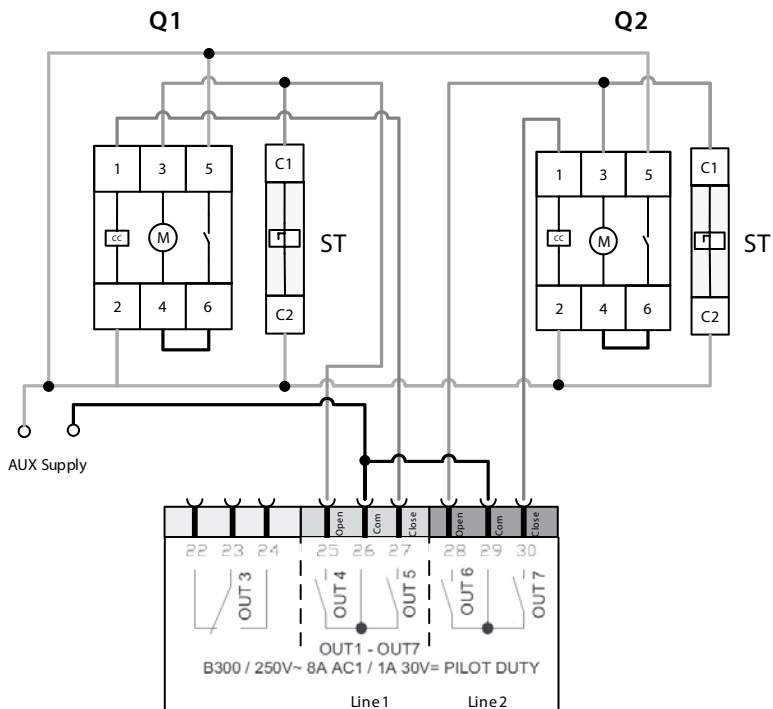 Q1
Q2
1 3 5
C1
CC
M
ST
2 4 6
C2
1 3 5
C1
CC
M
ST
2 4 6
C2
AUX Supply
Open Com Close Open Com Close
22 23 24 25 26 27 28 29 30
OUT 3 OUT 4 OUT 5 OUT 6 OUT 7
OUT1 - OUT7
B300 / 250V~ 8A AC1 / 1A 30V= PILOT DUTY
Line 1 Line 2